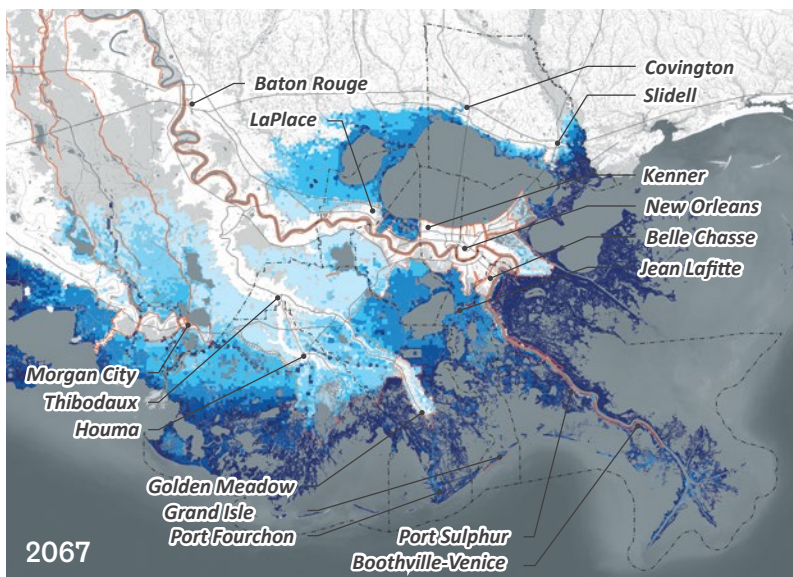 Covington
Baton Rouge
Slidell
LaPlace
Kenner
New Orleans
Belle Chasse
Jean Lafitte
Morgan City
Thibodaux
Houma
Golden Meadow
Grand Isle
Port Fourchon
Port Sulphur
Boothville-Venice
2067